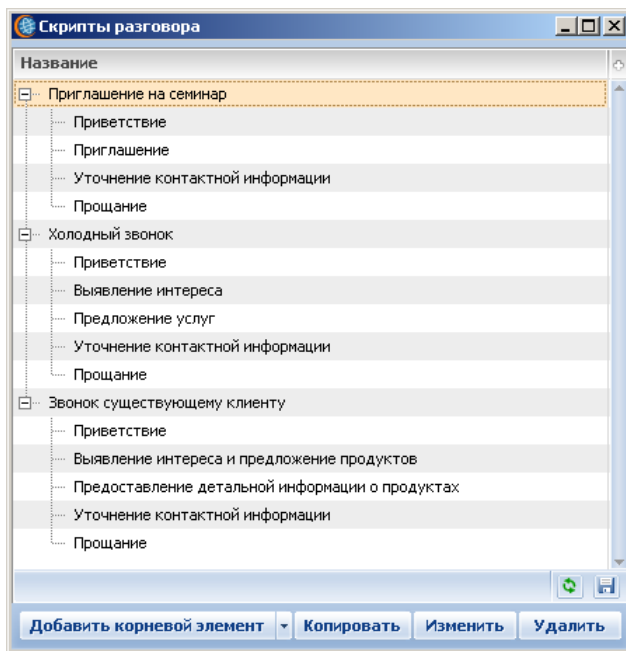 Скрипты разговора
Название
Приглашение на семинар
Приветствие
Приглашение
Уточнение контактной информации
Прощание
Холодный звонок
Приветствие
Выявление интереса
Предложение услуг
Уточнение контактной информации
Прощание
Звонок существующему клиенту
Приветствие
Выявление интереса и предложение продуктов
Предоставление детальной информации о продуктах
Уточнение контактной информации
Прощание
Добавить корневой элемент Копировать Изменить Удалить